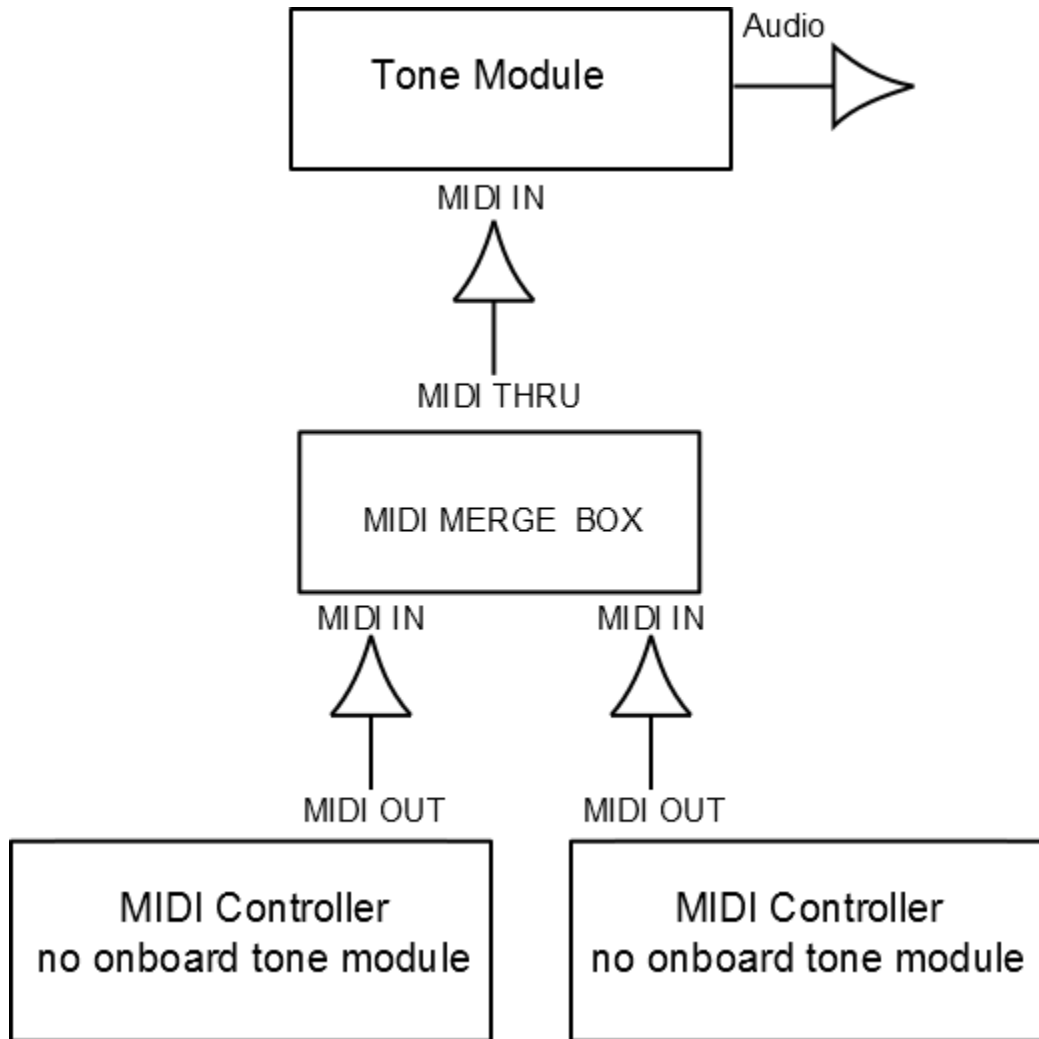 Audio
Tone Module
MIDI IN
MIDI THRU
MIDI MERGE BOX
MIDI IN MIDI IN
MIDI OUT MIDI OUT
MIDI Controller
no onboard tone module
MIDI Controller
no onboard tone module